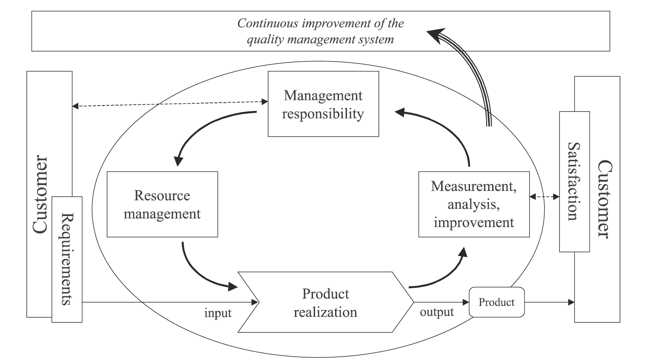 Continuous improvement of the
quality management system
Management
responsibility
Customer
Requirements
Resource
management
Measurement,
analysis,
improvement
Satisfaction
Customer
Product
realization
input
output
Product